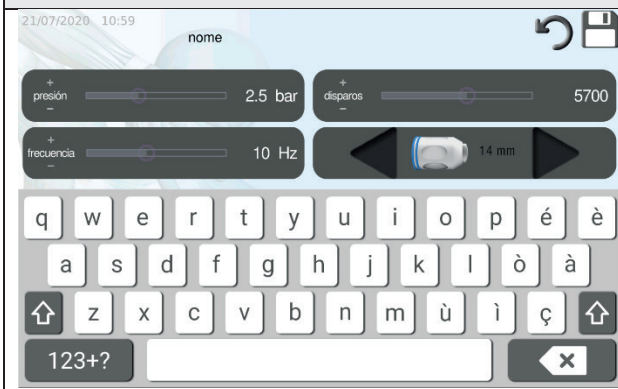 21/07/2020 10:59
nome
+
presión 2.5 bar
−
+
disparos 5700
−
+
frecuencia 10 Hz
−
14 mm
q w e r t y u i o p é è
a s d f g h j k l ò à
z x c v b n m ù ì ç
123+?